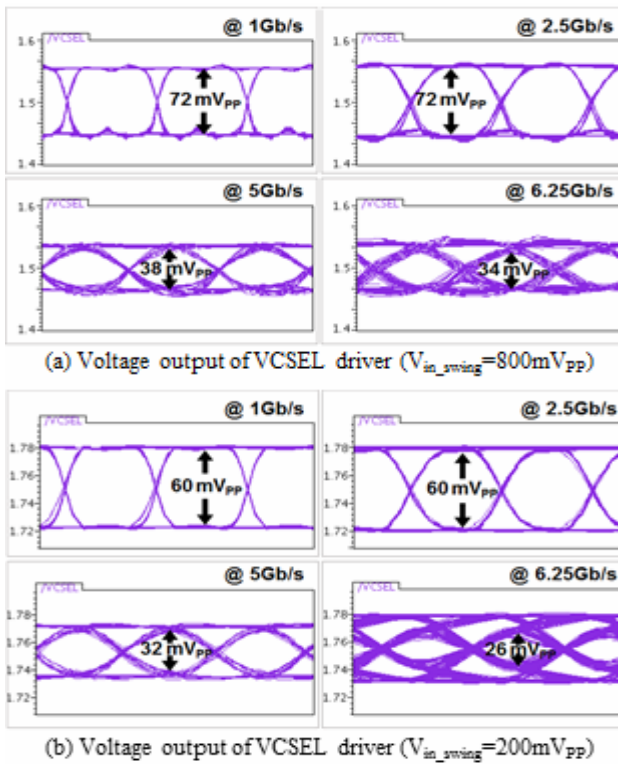 @ 1Gb/s
@ 2.5Gb/s
/VCSEL
/VCSEL
1.6
1.5
1.4
72 mVPP
1.6
1.5
1.4
72 mVPP
@ 5Gb/s
@ 6.25Gb/s
/VCSEL
/VCSEL
1.6
1.5
1.4
38 mVPP
1.6
1.5
1.4
34 mVPP
(a) Voltage output of VCSEL driver (Vin_swing=800mVPP)
@ 1Gb/s
@ 2.5Gb/s
/VCSEL
/VCSEL
1.78
1.74
1.72
60 mVPP
1.78
1.74
1.72
60 mVPP
@ 5Gb/s
@ 6.25Gb/s
/VCSEL
/VCSEL
1.78
1.76
1.74
1.72
32 mVPP
1.78
1.76
1.74
1.72
26 mVPP
(b) Voltage output of VCSEL driver (Vin_swing=200mVPP)